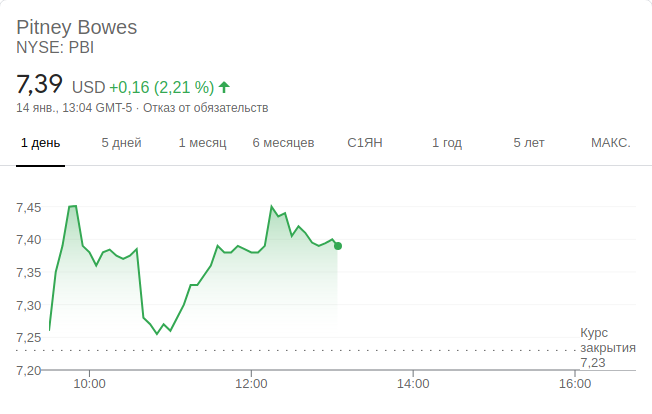 Pitney Bowes
NYSE: PBI
7,39 USD +0,16 (2,21 %)
14 янв., 13:04 GMT-5 · Отказ от обязательств
1 день 5 дней 1 месяц 6 месяцев С1ЯН 1 год 5 лет МАКС.
7,45
7,40
7,35
7,30
7,25
7,20
Курс
закрытия
7,23
10:00 12:00 14:00 16:00